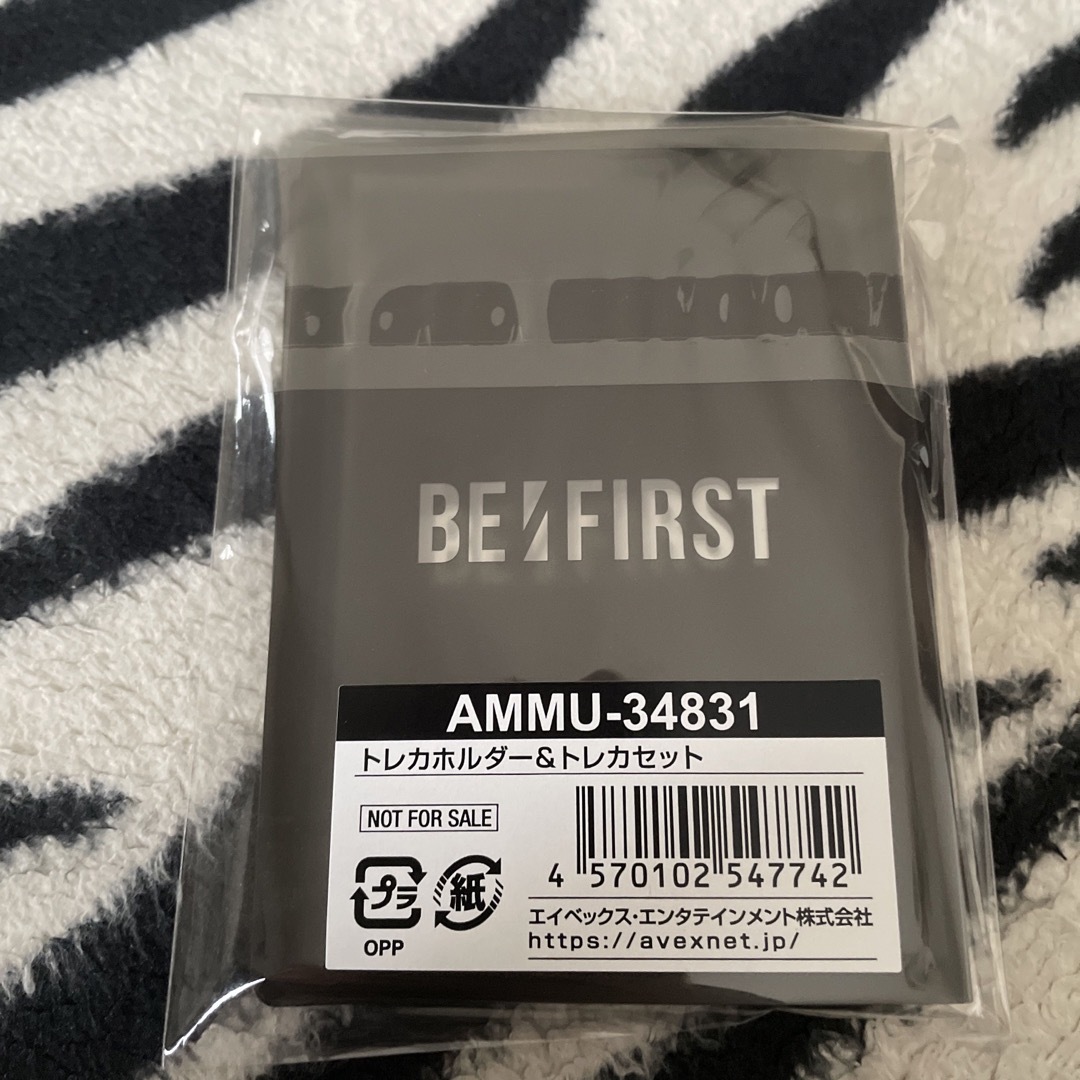 BE:FIRST
AMMU-34831
トレカホルダー&トレカセット
NOT FOR SALE
プラ
OPP
紙
4 570102 547742
エイベックス・エンタテインメント株式会社
https://avexnet.jp/